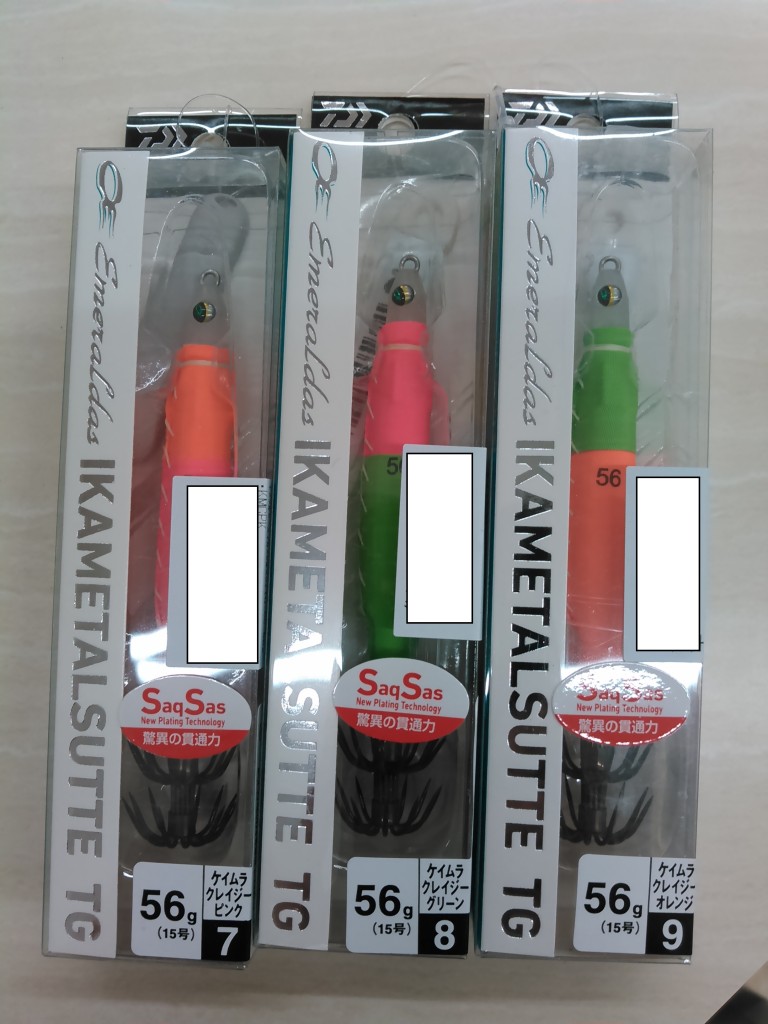 Emeraldas IKAMETALSUTTE TG
SaqSas
New Plating Technology
驚異の貫通力
56g
(15号)
ケイムラ
クレイジー
ピンク
7
Emeraldas IKAMETALSUTTE TG
56
SaqSas
New Plating Technology
驚異の貫通力
56g
(15号)
ケイムラ
クレイジー
グリーン
8
Emeraldas IKAMETALSUTTE TG
56
SaqSas
New Plating Technology
驚異の貫通力
56g
(15号)
ケイムラ
クレイジー
オレンジ
9